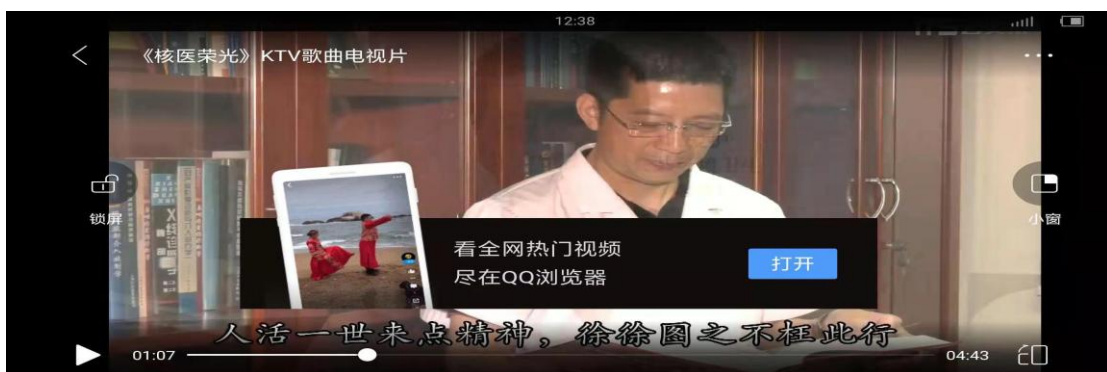 12:38
《核医荣光》KTV歌曲电视片
锁屏
小窗
看全网热门视频
尽在QQ浏览器
打开
人活一世来点精神，徐徐图之不枉此行
01:07
04:43